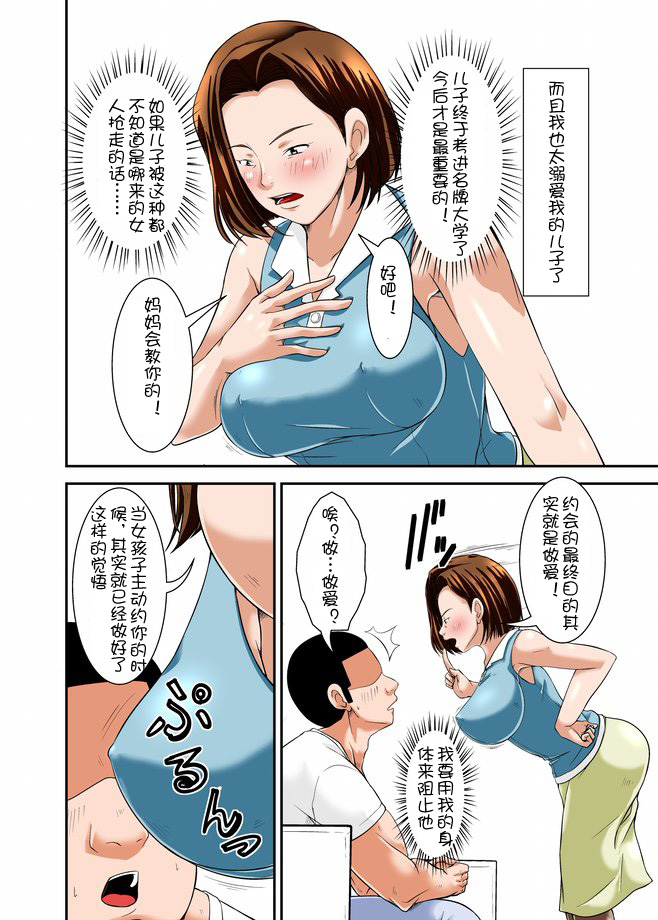 而且我也太溺爱我的儿子了
儿子终于考进名牌大学了
今后才是最重要的！
如果儿子被这种都
不知道是哪来的女
人抢走的话……
好吧！
妈妈会教你的！
约会的最终目的其
实就是做爱！
唉？做…
做爱？
我要用我的身
体来阻止他
当女孩子主动约你的时
候，其实就已经做好了
这样的觉悟
ぷるんっ